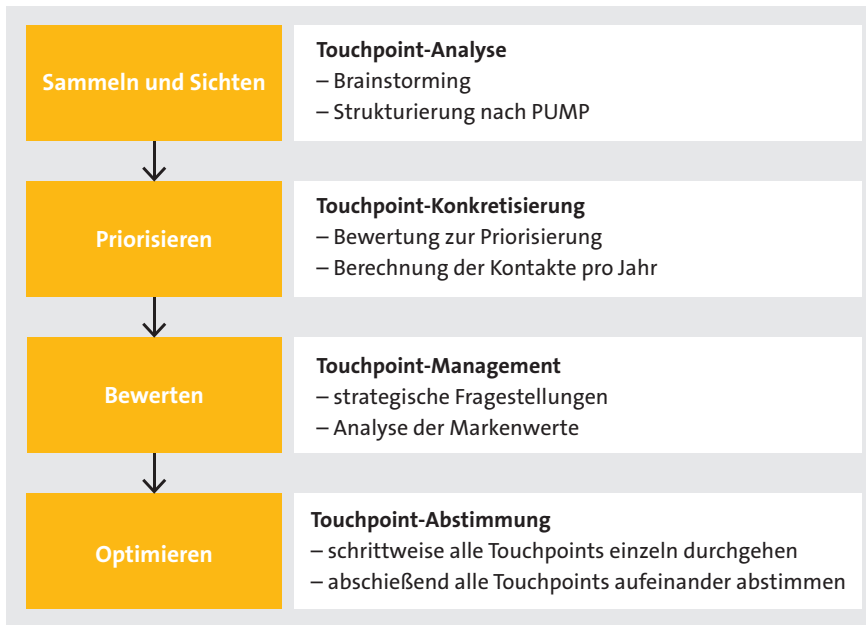 Sammeln und Sichten
Touchpoint-Analyse
– Brainstorming
– Strukturierung nach PUMP
Priorisieren
Touchpoint-Konkretisierung
– Bewertung zur Priorisierung
– Berechnung der Kontakte pro Jahr
Bewerten
Touchpoint-Management
– strategische Fragestellungen
– Analyse der Markenwerte
Optimieren
Touchpoint-Abstimmung
– schrittweise alle Touchpoints einzeln durchgehen
– abschießend alle Touchpoints aufeinander abstimmen